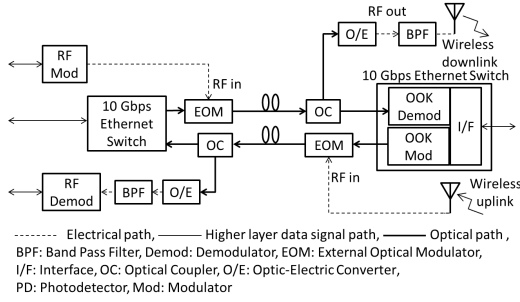 RF out
O/E
BPF
Wireless
downlink
RF
Mod
RF in
10 Gbps Ethernet Switch
10 Gbps
Ethernet
Switch
EOM
OC
OOK
Demod
I/F
OC
EOM
OOK
Mod
RF in
RF
Demod
BPF
O/E
Wireless
uplink
Electrical path, Higher layer data signal path, Optical path ,
BPF: Band Pass Filter, Demod: Demodulator, EOM: External Optical Modulator,
I/F: Interface, OC: Optical Coupler, O/E: Optic-Electric Converter,
PD: Photodetector, Mod: Modulator